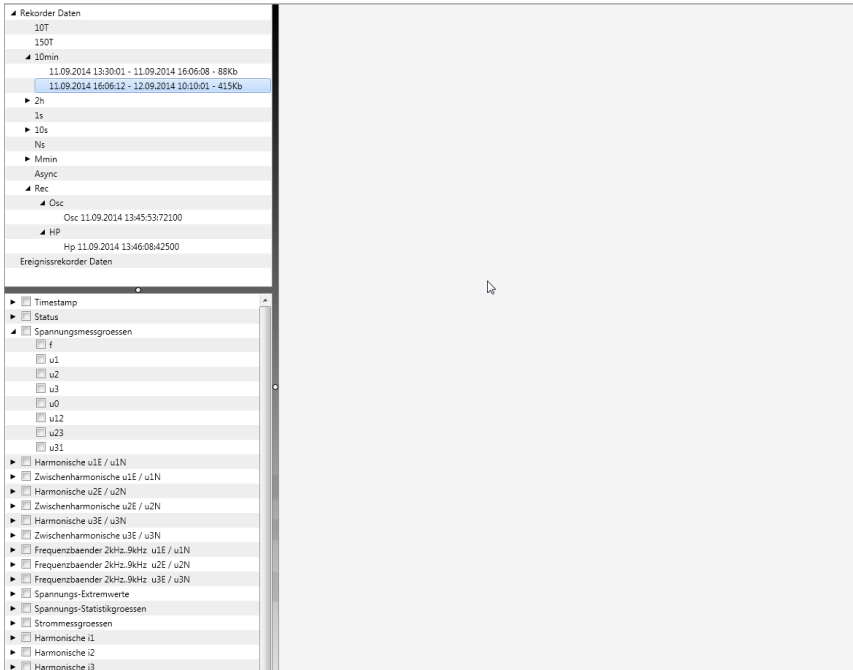 Rekorder Daten
10T
150T
10min
11.09.2014 13:30:01 - 11.09.2014 16:06:08 - 88Kb
11.09.2014 16:06:12 - 12.09.2014 10:10:01 - 415Kb
2h
1s
10s
Ns
Mmin
Async
Rec
Osc
Osc 11.09.2014 13:45:53:72100
HP
Hp 11.09.2014 13:46:08:42500
Ereignissrekorder Daten
Timestamp
Status
Spannungsmessgroessen
f
u1
u2
u3
u0
u12
u23
u31
Harmonische u1E / u1N
Zwischenharmonische u1E / u1N
Harmonische u2E / u2N
Zwischenharmonische u2E / u2N
Harmonische u3E / u3N
Zwischenharmonische u3E / u3N
Frequenzbaender 2kHz..9kHz u1E / u1N
Frequenzbaender 2kHz..9kHz u2E / u2N
Frequenzbaender 2kHz..9kHz u3E / u3N
Spannungs-Extremwerte
Spannungs-Statistikgroessen
Strommessgroessen
Harmonische i1
Harmonische i2
Harmonische i3